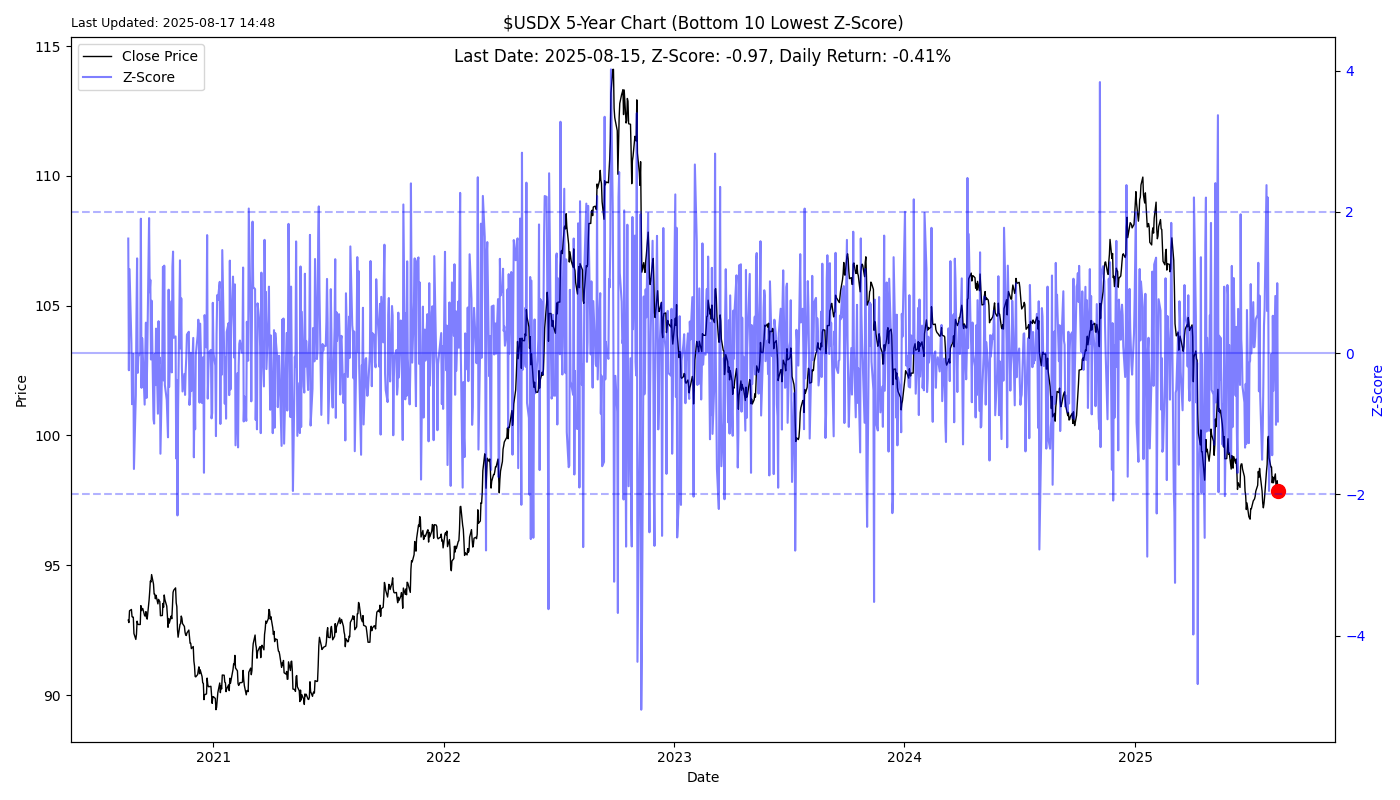 Last Updated: 2025-08-17 14:48
$USDX 5-Year Chart (Bottom 10 Lowest Z-Score)
Last Date: 2025-08-15, Z-Score: -0.97, Daily Return: -0.41%
Close Price
Z-Score
115
110
105
100
95
90
Price
4
2
0
−2
−4
Z-Score
2021
2022
2023
2024
2025
Date